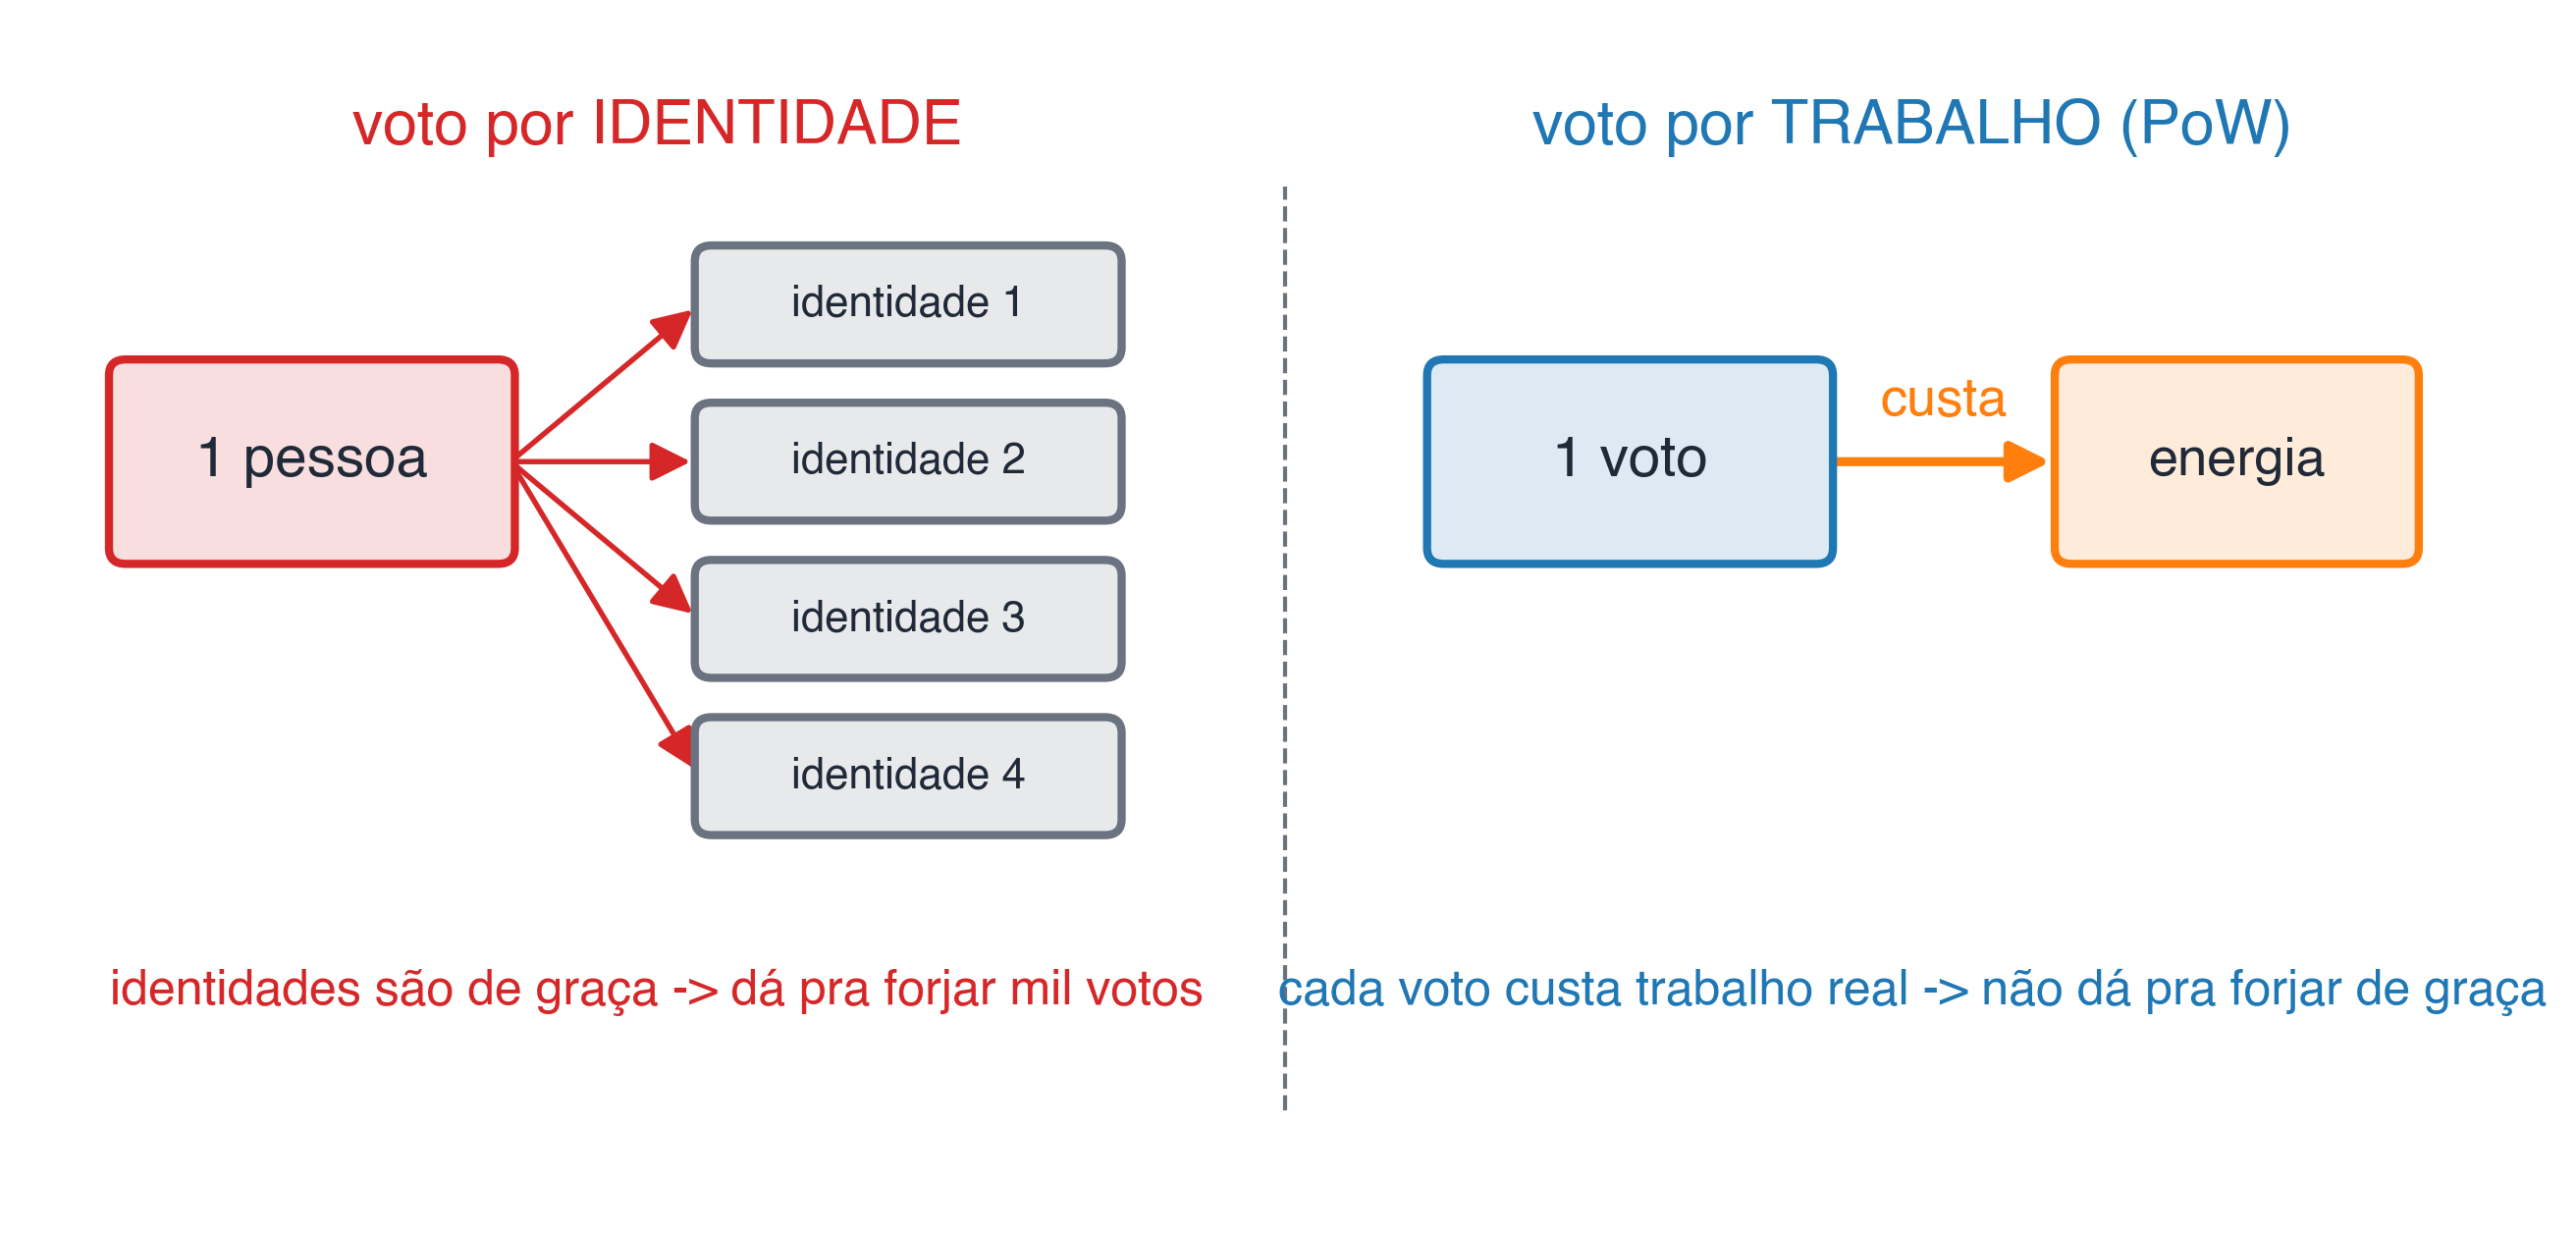 voto por IDENTIDADE
1 pessoa
identidade 1
identidade 2
identidade 3
identidade 4
identidades são de graça -> dá pra forjar mil votos
voto por TRABALHO (PoW)
1 voto
custa
energia
cada voto custa trabalho real -> não dá pra forjar de graça